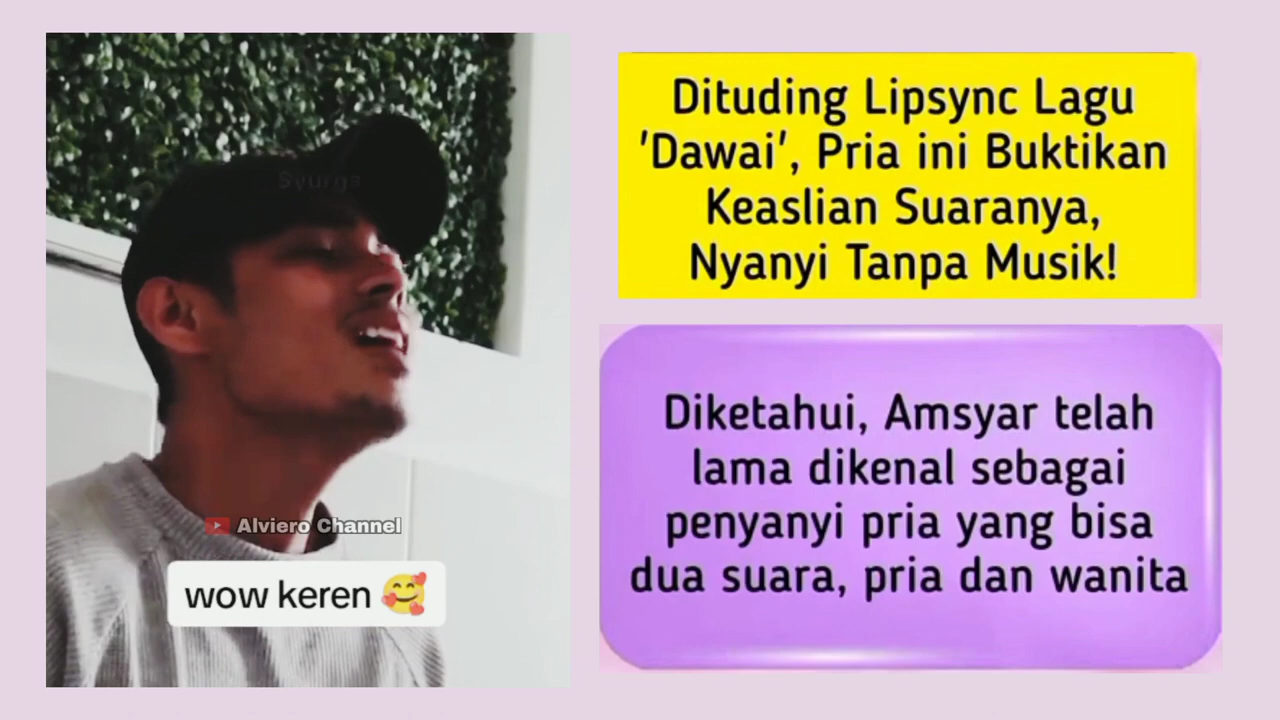 Dituding Lipsync Lagu
'Dawai', Pria ini Buktikan
Keaslian Suaranya,
Nyanyi Tanpa Musik!
Diketahui, Amsyar telah
lama dikenal sebagai
penyanyi pria yang bisa
dua suara, pria dan wanita
Alviero Channel
wow keren 🥰